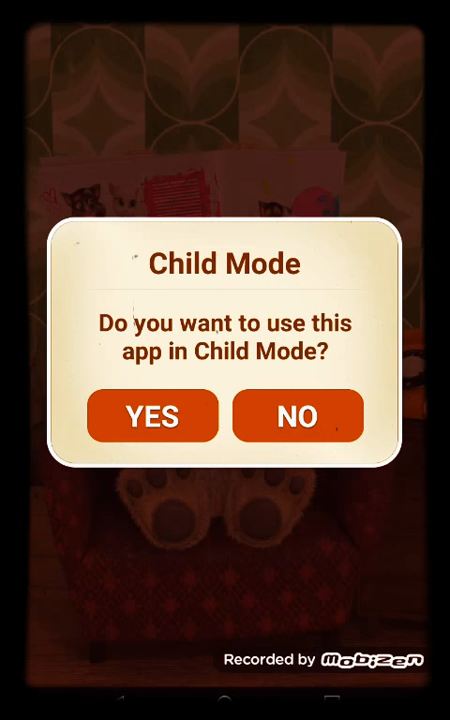 Child Mode
Do you want to use this
app in Child Mode?
YES
NO
Recorded by mobizen